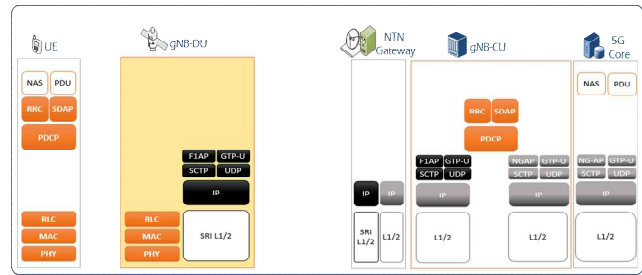 UE
gNB-DU
NTN
Gateway
gNB-CU
5G
Core
NAS PDU
RRC SDAP
PDCP
RLC
MAC
PHY
F1AP GTP-U
SCTP UDP
IP
RLC
MAC
PHY
SRI L1/2
IP IP
SRI
L1/2
L1/2
RRC SDAP
PDCP
F1AP GTP-U
SCTP UDP
IP
L1/2
NGAP GTP-U
SCTP UDP
IP
L1/2
NAS PDU
NG-AP GTP-U
SCTP UDP
IP
L1/2